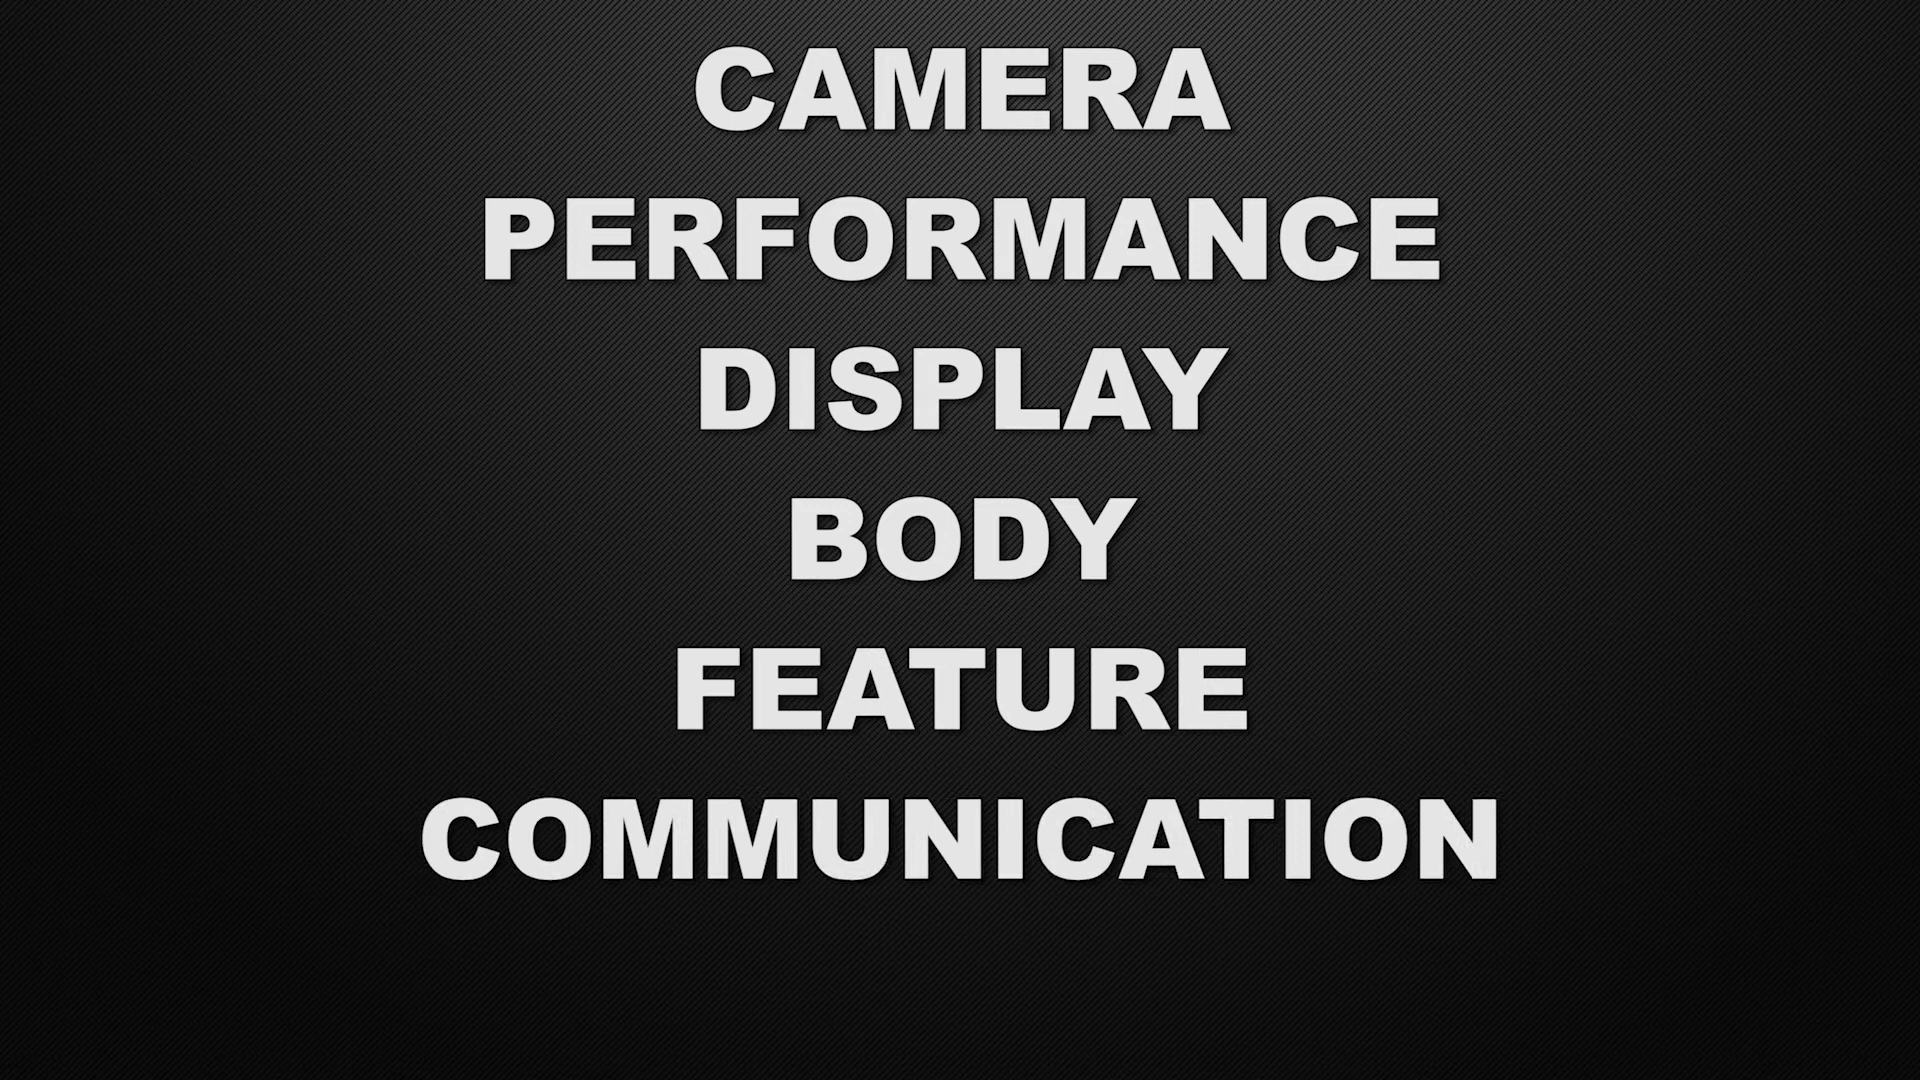 CAMERA
PERFORMANCE
DISPLAY
BODY
FEATURE
COMMUNICATION